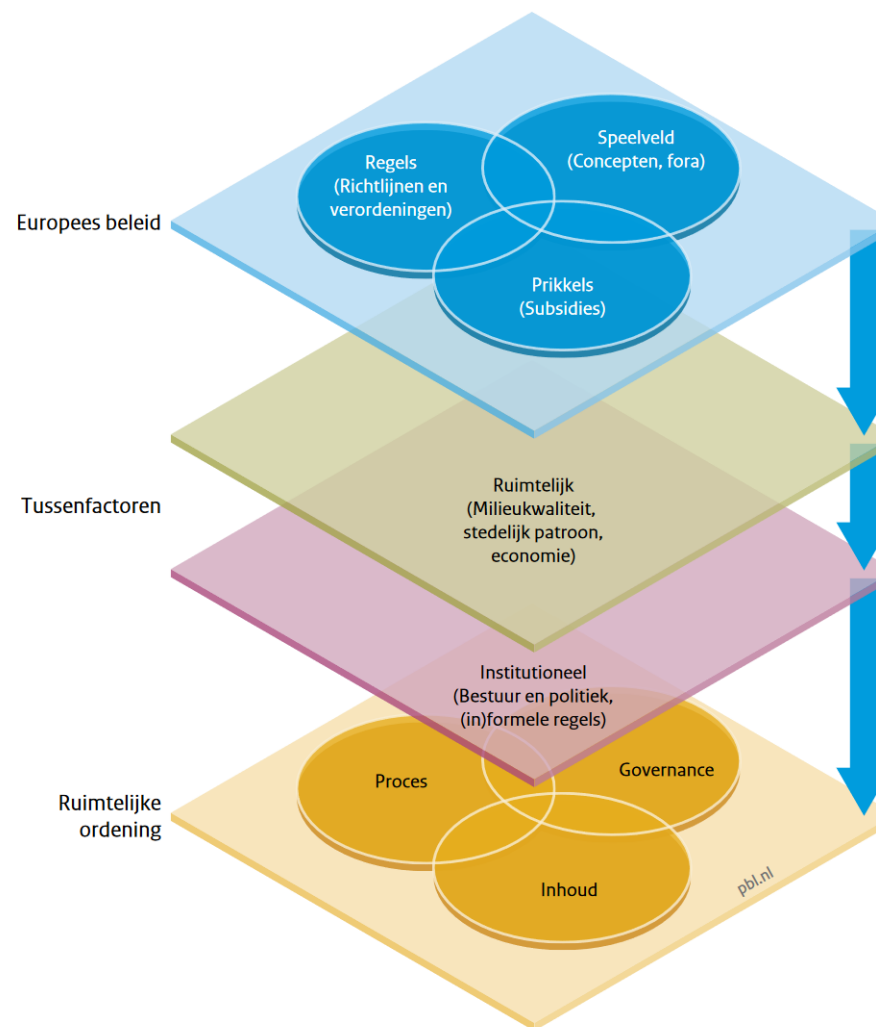 Speelveld
(Concepten, fora)
Regels
(Richtlijnen en
verordeningen)
Europees beleid
Prikkels
(Subsidies)
Tussenfactoren
Ruimtelijk
(Milieukwaliteit,
stedelijk patroon,
economie)
Institutioneel
(Bestuur en politiek,
(in)formele regels)
Ruimtelijke
ordening
Proces
Governance
Inhoud
pbl.nl